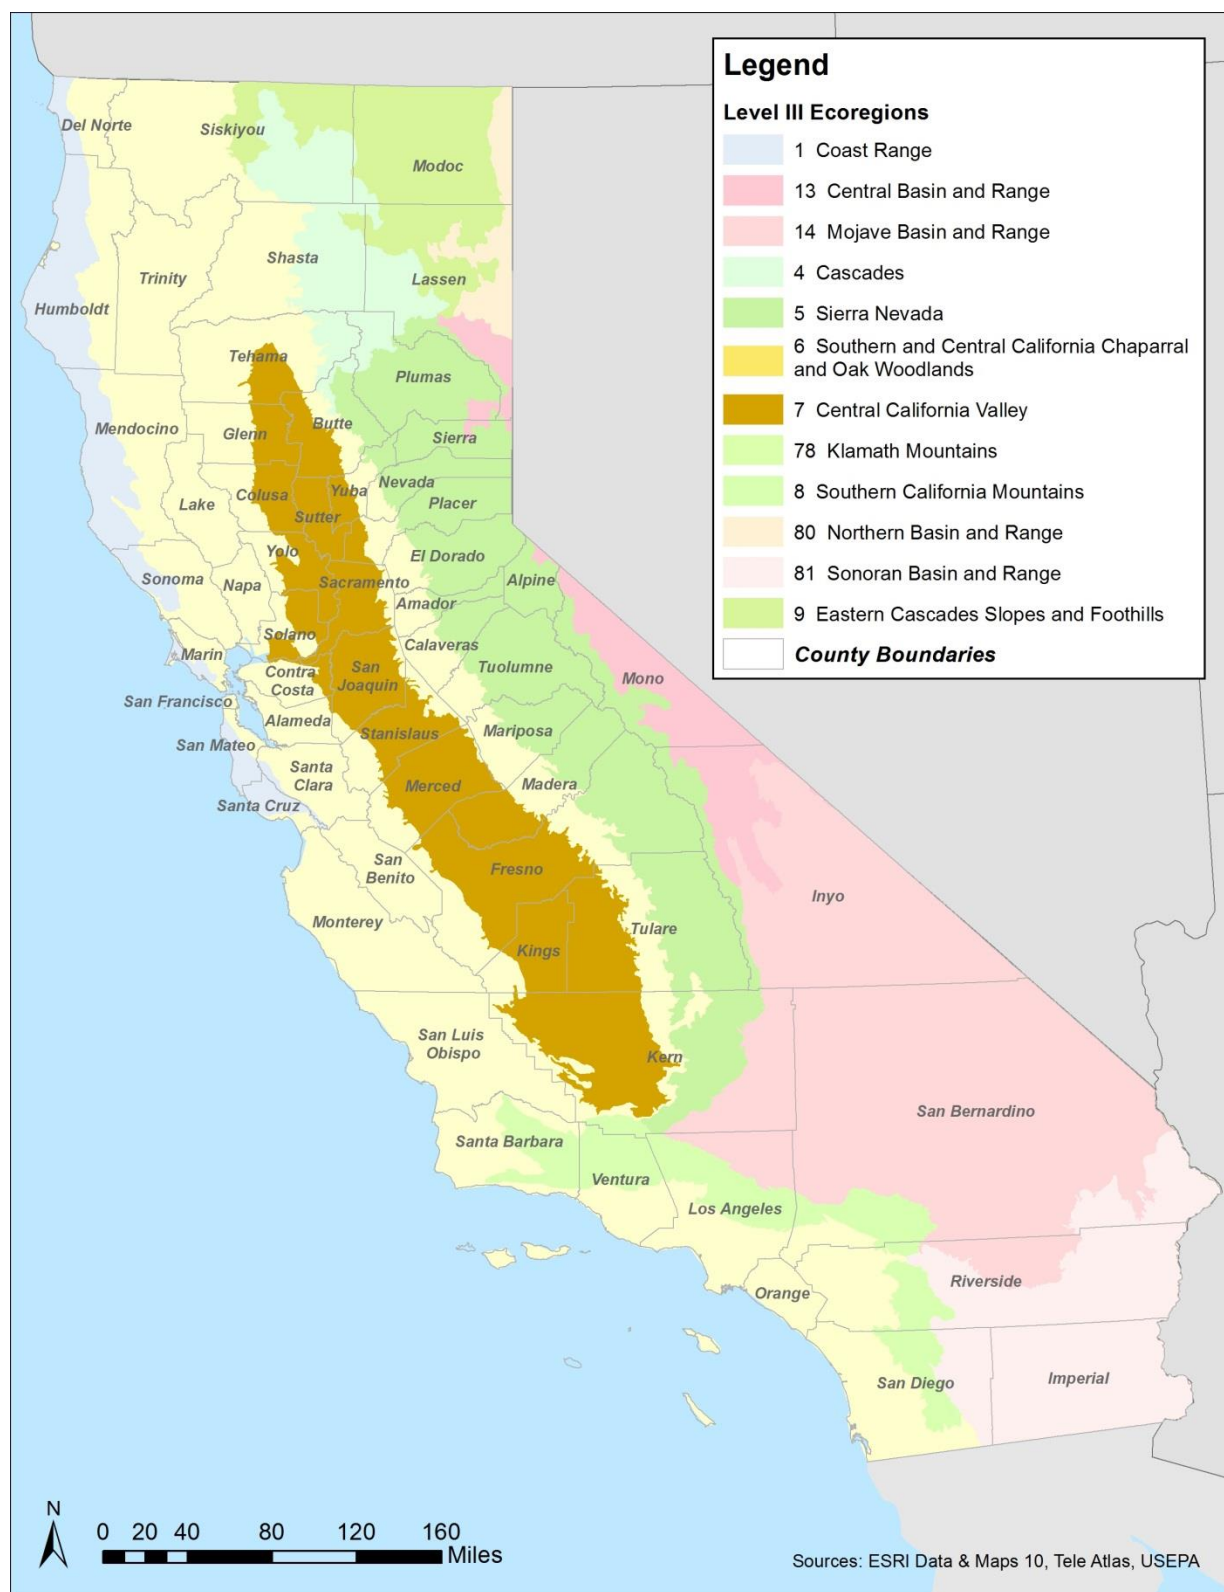 Legend
Level III Ecoregions
1 Coast Range
13 Central Basin and Range
14 Mojave Basin and Range
4 Cascades
5 Sierra Nevada
6 Southern and Central California Chaparral
and Oak Woodlands
7 Central California Valley
78 Klamath Mountains
8 Southern California Mountains
80 Northern Basin and Range
81 Sonoran Basin and Range
9 Eastern Cascades Slopes and Foothills
County Boundaries
Del Norte
Siskiyou
Modoc
Shasta
Trinity
Lassen
Humboldt
Tehama
Plumas
Mendocino
Glenn
Butte
Sierra
Colusa
Yuba
Nevada
Lake
Sutter
Placer
Yolo
El Dorado
Sonoma
Napa
Sacramento
Alpine
Amador
Solano
Calaveras
Marin
Contra
Costa
San
Joaquin
Tuolumne
Mono
San Francisco
Alameda
Stanislaus
Mariposa
San Mateo
Santa
Clara
Merced
Madera
Santa Cruz
San
Benito
Fresno
Inyo
Monterey
Kings
Tulare
San Luis
Obispo
Kern
San Bernardino
Santa Barbara
Ventura
Los Angeles
Orange
Riverside
San Diego
Imperial
N
0 20 40 80 120 160
Miles
Sources: ESRI Data & Maps 10, Tele Atlas, USEPA